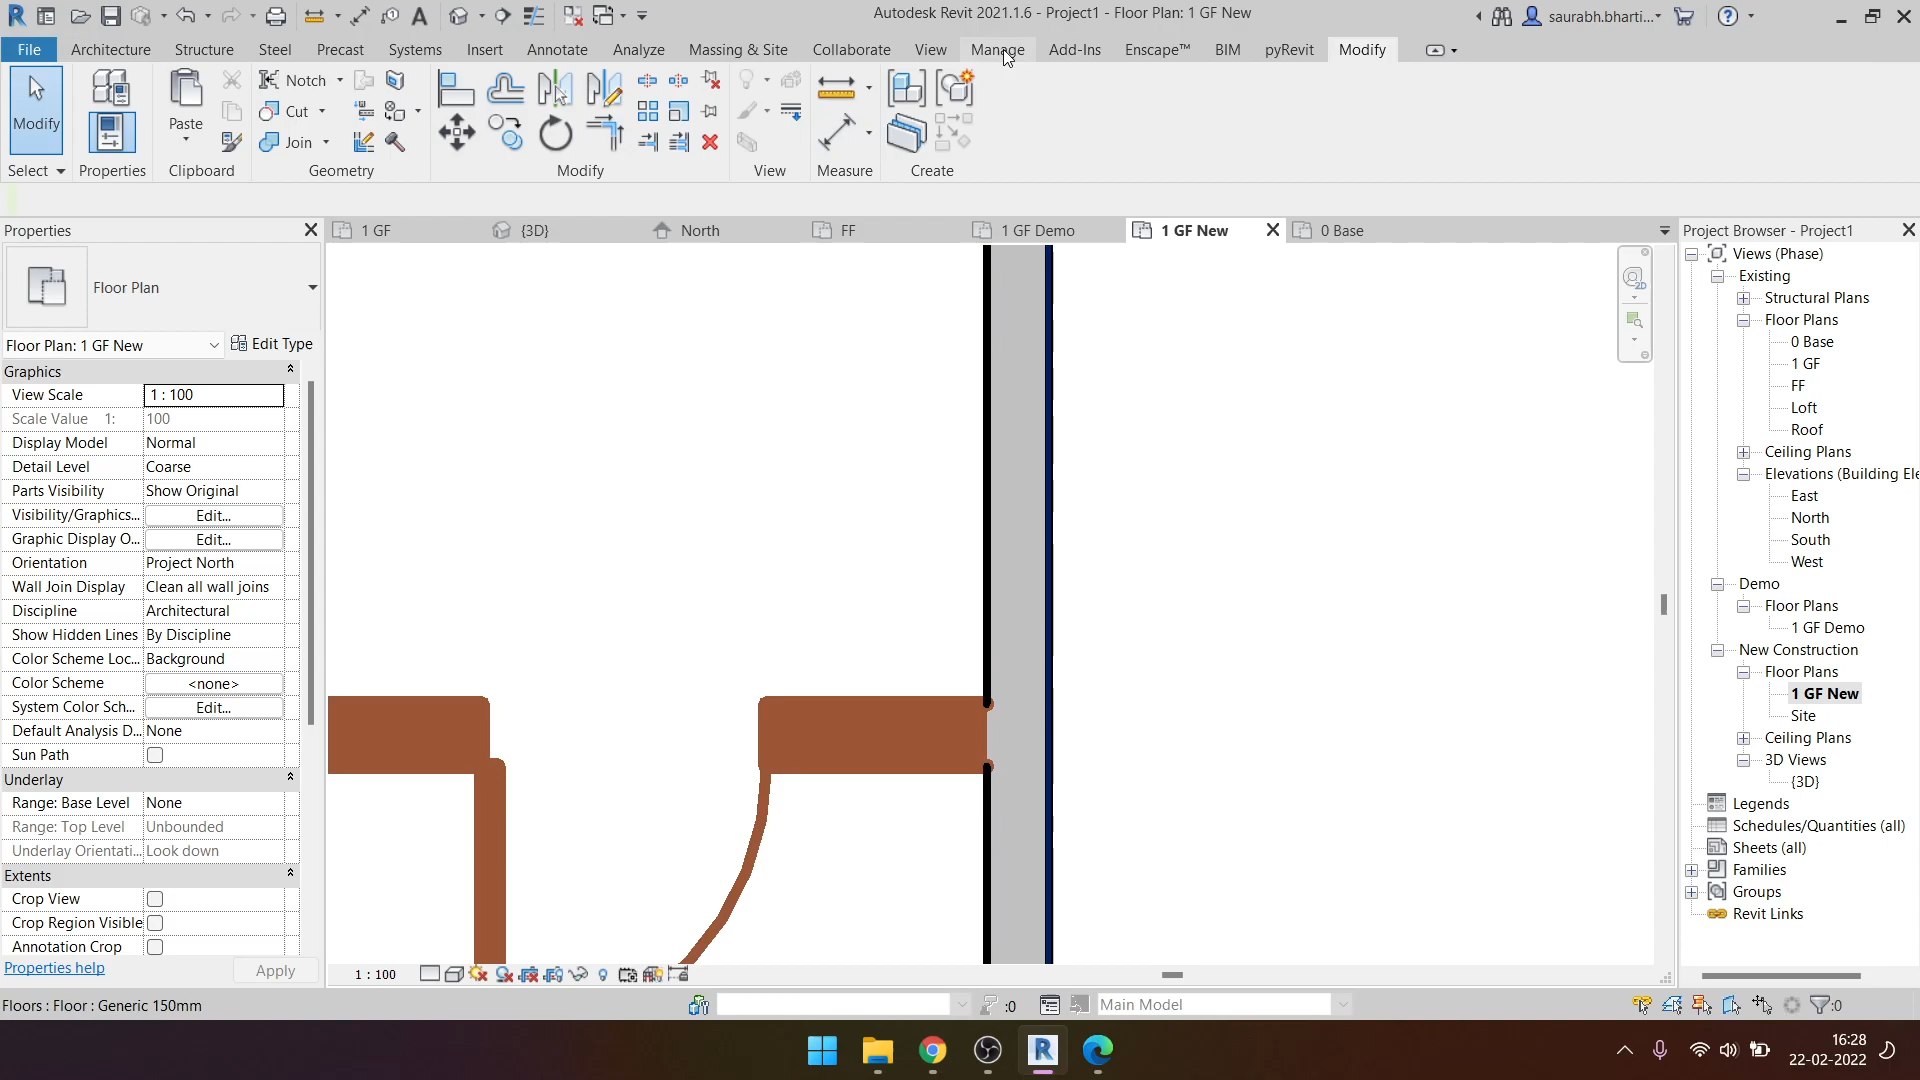 Autodesk Revit 2021.1.6 - Project1 - Floor Plan: 1 GF New
saurabh.bharti...
File Architecture Structure Steel Precast Systems Insert Annotate Analyze Massing & Site Collaborate View Manage Add-Ins Enscape™ BIM pyRevit Modify
Modify
Paste
Notch
Cut
Join
Select Properties Clipboard Geometry Modify View Measure Create
Properties
1 GF {3D} North FF 1 GF Demo 1 GF New 0 Base
Project Browser - Project1
Floor Plan
Floor Plan: 1 GF New
Edit Type
Graphics
View Scale 1 : 100
Scale Value 1: 100
Display Model Normal
Detail Level Coarse
Parts Visibility Show Original
Visibility/Graphics... Edit...
Graphic Display O... Edit...
Orientation Project North
Wall Join Display Clean all wall joins
Discipline Architectural
Show Hidden Lines By Discipline
Color Scheme Loc... Background
Color Scheme <none>
System Color Sch... Edit...
Default Analysis D... None
Sun Path
Underlay
Range: Base Level None
Range: Top Level Unbounded
Underlay Orientati... Look down
Extents
Crop View
Crop Region Visible
Annotation Crop
Properties help
Apply
2D
Views (Phase)
Existing
Structural Plans
Floor Plans
0 Base
1 GF
FF
Loft
Roof
Ceiling Plans
Elevations (Building Ele
East
North
South
West
Demo
Floor Plans
1 GF Demo
New Construction
Floor Plans
1 GF New
Site
Ceiling Plans
3D Views
{3D}
Legends
Schedules/Quantities (all)
Sheets (all)
Families
Groups
Revit Links
1 : 100
Floors : Floor : Generic 150mm
:0
Main Model
:0
16:28
22-02-2022